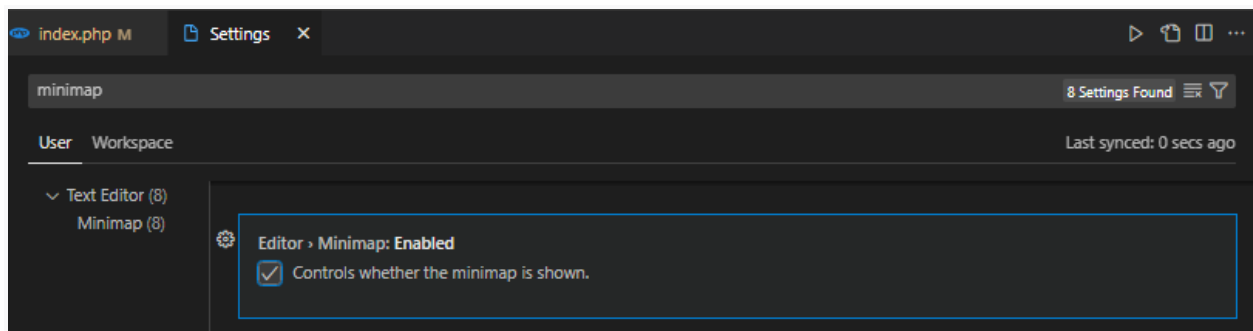 index.php M
Settings
minimap
8 Settings Found
User Workspace
Last synced: 0 secs ago
Text Editor (8)
Minimap (8)
Editor › Minimap: Enabled
Controls whether the minimap is shown.